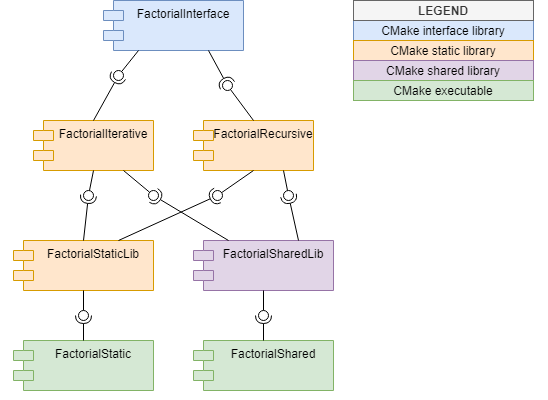 FactorialInterface
LEGEND
CMake interface library
CMake static library
CMake shared library
CMake executable
FactorialIterative
FactorialRecursive
FactorialStaticLib
FactorialSharedLib
FactorialStatic
FactorialShared